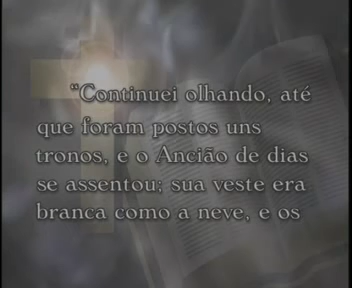 "Continuei olhando, até
que foram postos uns
tronos, e o Ancião de dias
se assentou; sua veste era
branca como a neve, e os